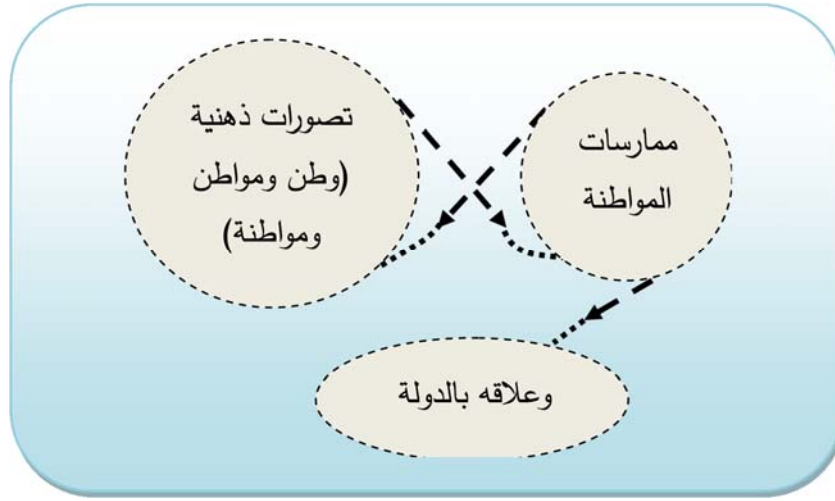 تصورات ذهنية
(وطن ومواطن
ومواطنة)
ممارسات
المواطنة
وعلاقه بالدولة